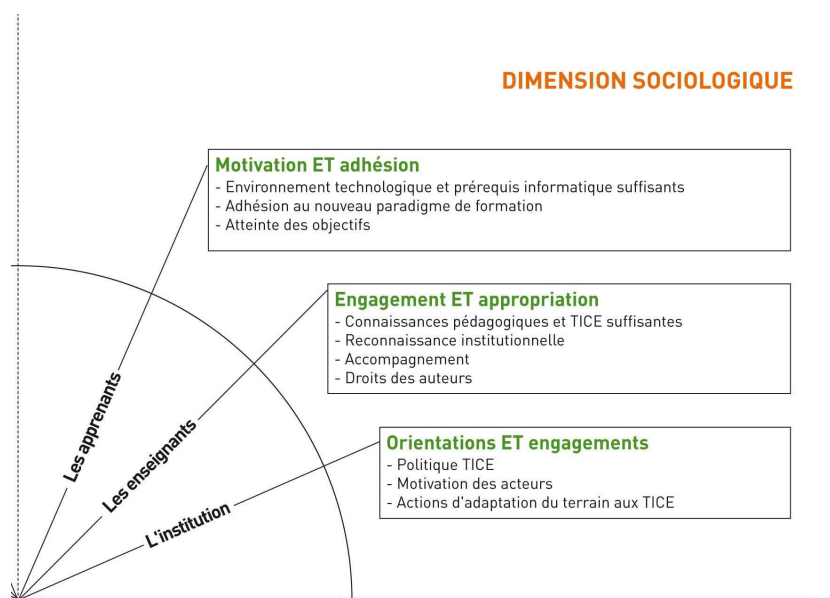 DIMENSION SOCIOLOGIQUE
Motivation ET adhésion
- Environnement technologique et prérequis informatique suffisants
- Adhésion au nouveau paradigme de formation
- Atteinte des objectifs
Engagement ET appropriation
- Connaissances pédagogiques et TICE suffisantes
- Reconnaissance institutionnelle
- Accompagnement
- Droits des auteurs
Orientations ET engagements
- Politique TICE
- Motivation des acteurs
- Actions d'adaptation du terrain aux TICE
Les apprenants
Les enseignants
L'institution